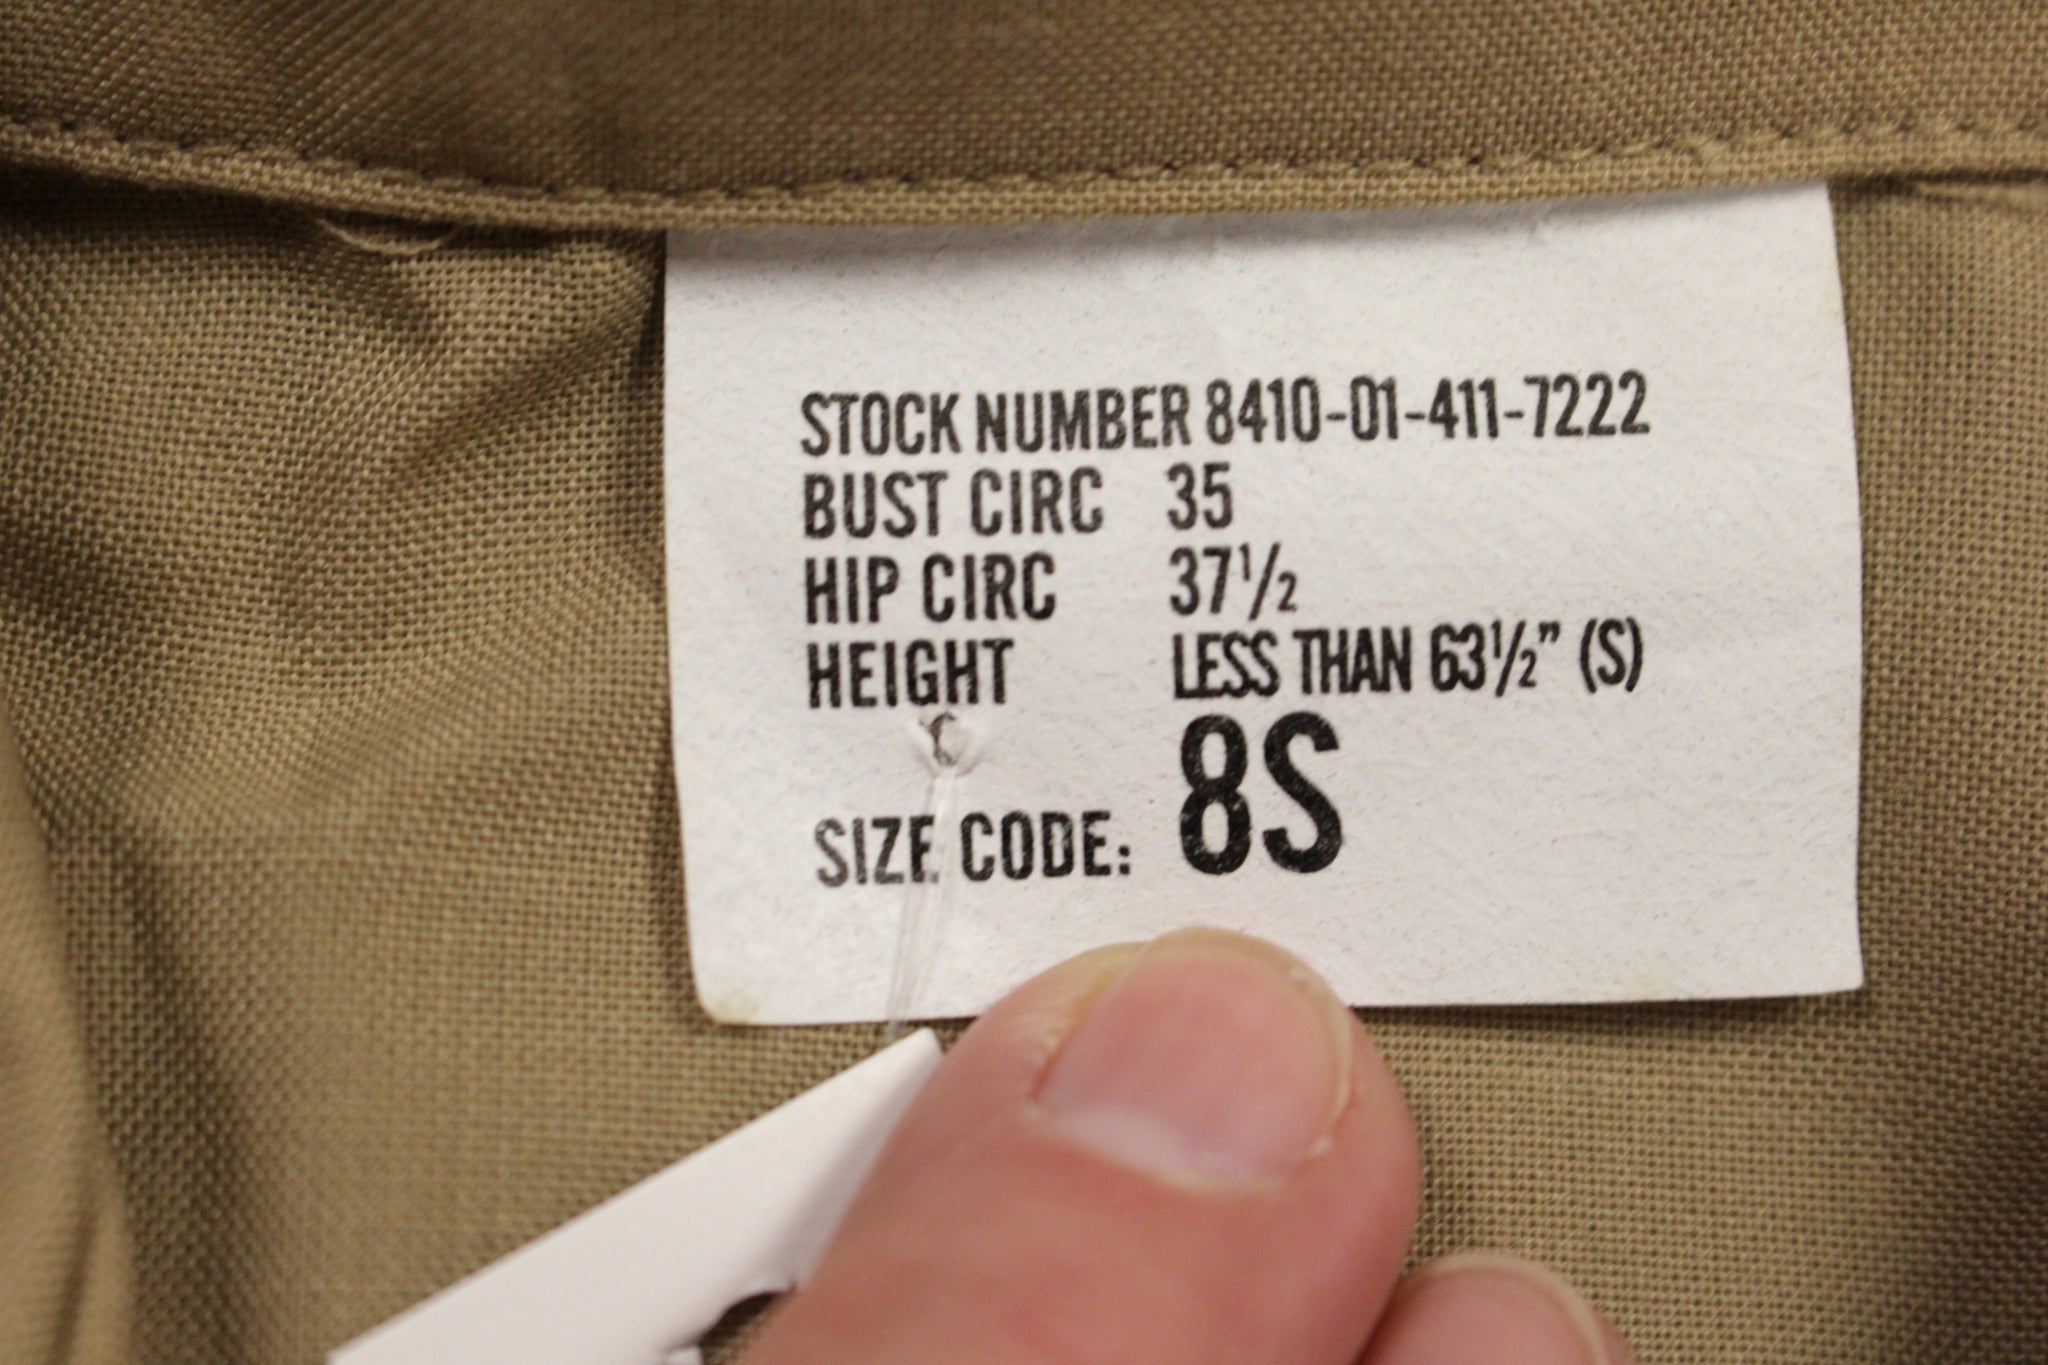 STOCK NUMBER 8410-01-411-7222
BUST CIRC 35
HIP CIRC 37½
HEIGHT LESS THAN 63½” (S)
SIZE CODE: 8S